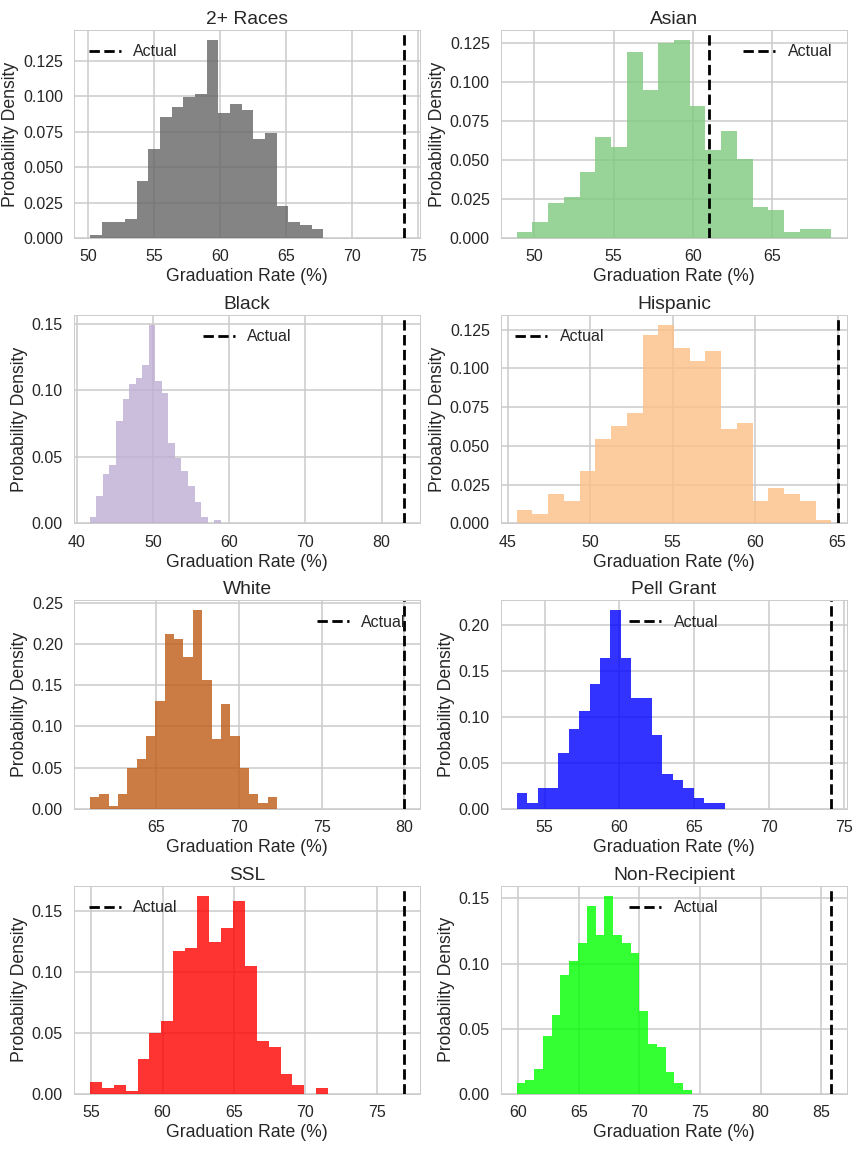 2+ Races
Probability Density
0.125
0.100
0.075
0.050
0.025
0.000
Actual
50 55 60 65 70 75
Graduation Rate (%)
Asian
Probability Density
0.125
0.100
0.075
0.050
0.025
0.000
Actual
50 55 60 65
Graduation Rate (%)
Black
Probability Density
0.15
0.10
0.05
0.00
Actual
40 50 60 70 80
Graduation Rate (%)
Hispanic
Probability Density
0.125
0.100
0.075
0.050
0.025
0.000
Actual
45 50 55 60 65
Graduation Rate (%)
White
Probability Density
0.25
0.20
0.15
0.10
0.05
0.00
Actual
65 70 75 80
Graduation Rate (%)
Pell Grant
Probability Density
0.20
0.15
0.10
0.05
0.00
Actual
55 60 65 70 75
Graduation Rate (%)
SSL
Probability Density
0.15
0.10
0.05
0.00
Actual
55 60 65 70 75
Graduation Rate (%)
Non-Recipient
Probability Density
0.15
0.10
0.05
0.00
Actual
60 65 70 75 80 85
Graduation Rate (%)